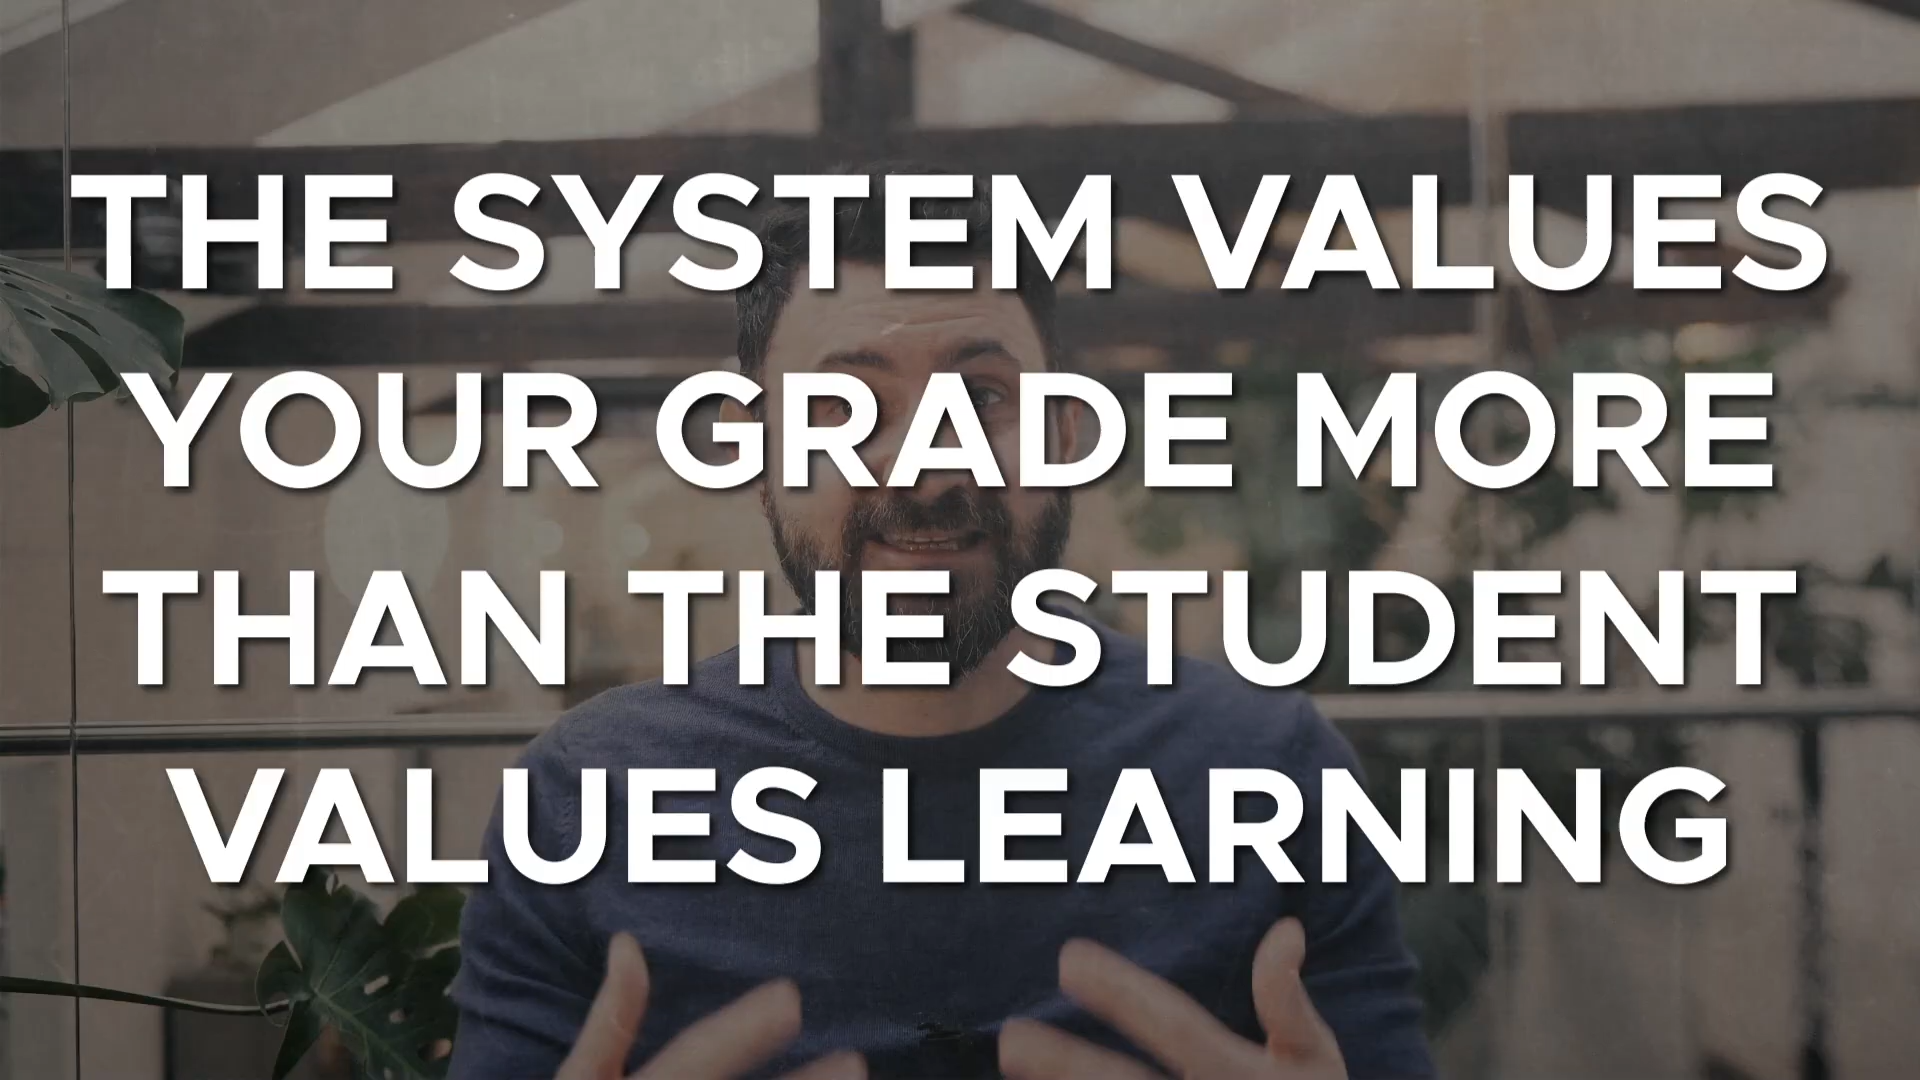 THE SYSTEM VALUES
YOUR GRADE MORE
THAN THE STUDENT
VALUES LEARNING